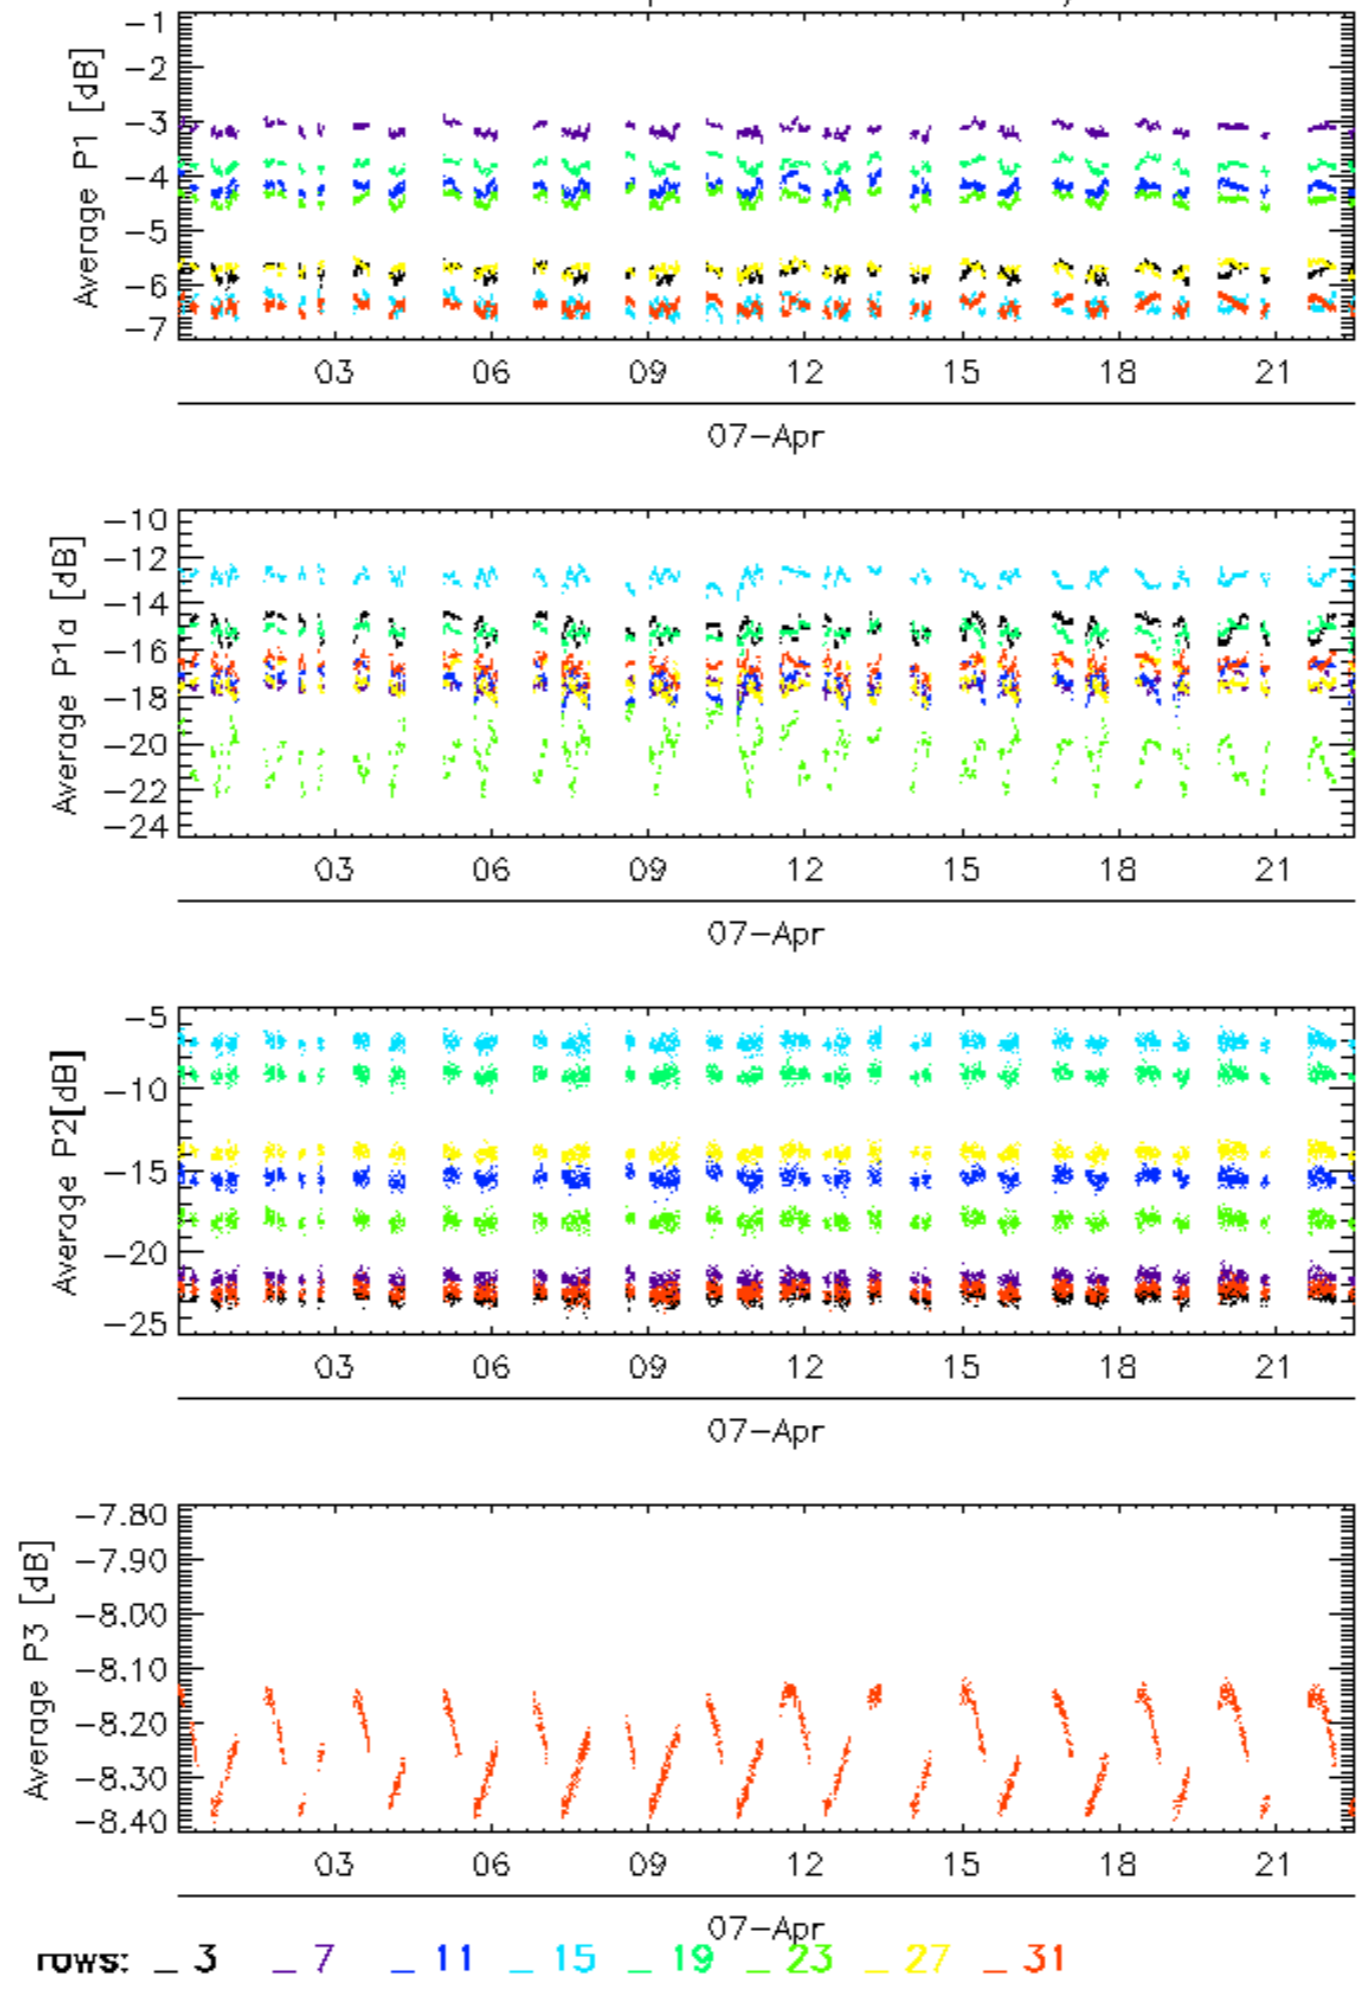 Average P1 [dB]
-1
-2
-3
-4
-5
-6
-7
03 06 09 12 15 18 21
07-Apr
Average P1a [dB]
-10
-12
-14
-16
-18
-20
-22
-24
03 06 09 12 15 18 21
07-Apr
Average P2[dB]
-5
-10
-15
-20
-25
03 06 09 12 15 18 21
07-Apr
Average P3 [dB]
-7.80
-7.90
-8.00
-8.10
-8.20
-8.30
-8.40
03 06 09 12 15 18 21
07-Apr
rows: _ 3 _ 7 _ 11 _ 15 _ 19 _ 23 _ 27 _ 31